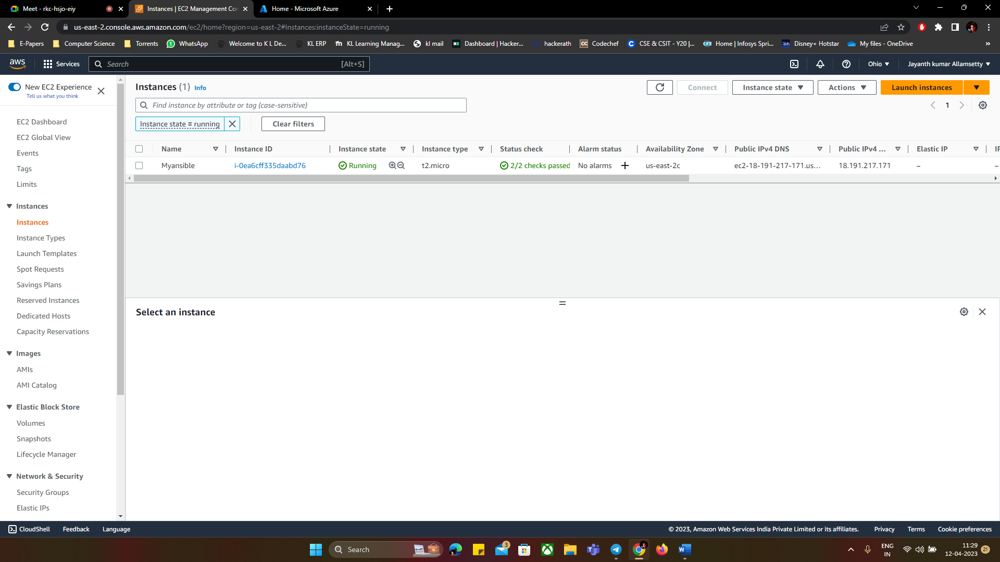 Meet - rkc-hsjo-eiy
Instances | EC2 Management Con
Home - Microsoft Azure
us-east-2.console.aws.amazon.com/ec2/home?region=us-east-2#Instances:instanceState=running
E-Papers
Computer Science
Torrents
WhatsApp
Welcome to K L De...
KL ERP
KL Learning Manag...
kl mail
Dashboard | Hacker...
hackerath
Codechef
CSE & CSIT - Y20 |...
Home | Infosys Spri...
Disney+ Hotstar
My files - OneDrive
»
aws
Services
Search
[Alt+S]
Ohio
Jayanth kumar Allamsetty
New EC2 Experience
Tell us what you think
EC2 Dashboard
EC2 Global View
Events
Tags
Limits
Instances
Instances
Instance Types
Launch Templates
Spot Requests
Savings Plans
Reserved Instances
Dedicated Hosts
Capacity Reservations
Images
AMIs
AMI Catalog
Elastic Block Store
Volumes
Snapshots
Lifecycle Manager
Network & Security
Security Groups
Elastic IPs
Instances (1) Info
Connect
Instance state
Actions
Launch instances
Find instance by attribute or tag (case-sensitive)
1
Instance state = running
Clear filters
Name Instance ID Instance state Instance type Status check Alarm status Availability Zone Public IPv4 DNS Public IPv4 ... Elastic IP IP
Myansible i-0ea6cff335daabd76 Running t2.micro 2/2 checks passed No alarms + us-east-2c ec2-18-191-217-171.us... 18.191.217.171 – –
Select an instance
CloudShell
Feedback
Language
© 2023, Amazon Web Services India Private Limited or its affiliates.
Privacy
Terms
Cookie preferences
Search
3
ENG
IN
11:29
12-04-2023
21